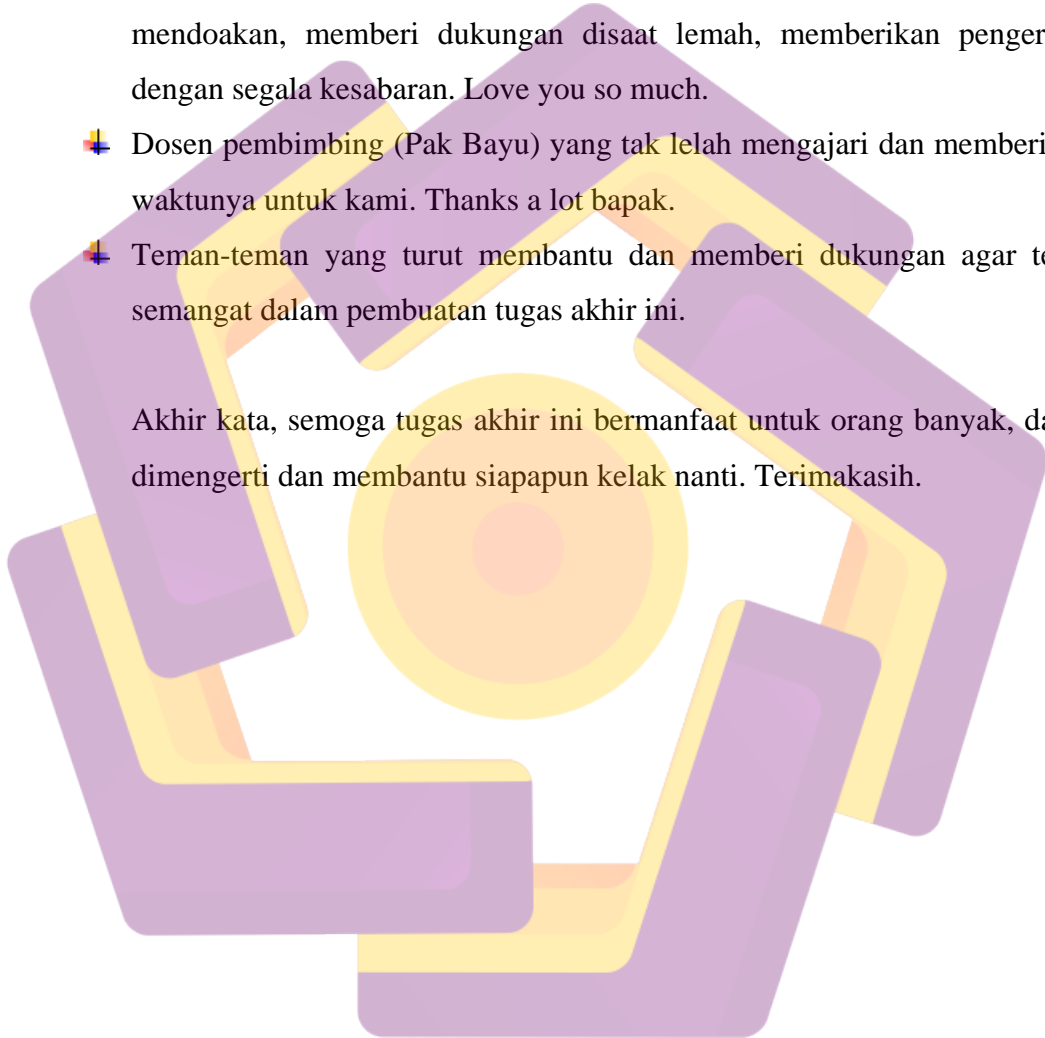 mendoakan, memberi dukungan disaat lemah, memberikan penger
dengan segala kesabaran. Love you so much.
Dosen pembimbing (Pak Bayu) yang tak lelah mengajari dan memberi
waktunya untuk kami. Thanks a lot bapak.
Teman-teman yang turut membantu dan memberi dukungan agar te
semangat dalam pembuatan tugas akhir ini.
Akhir kata, semoga tugas akhir ini bermanfaat untuk orang banyak, da
dimengerti dan membantu siapapun kelak nanti. Terimakasih.